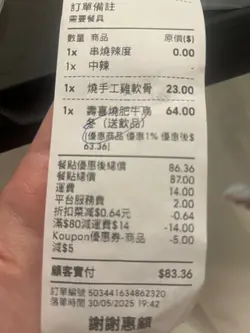 訂單備註
需要餐具
數量 商品 原價($)
1x 串燒辣度 0.00
1x 中辣 -
1x 燒手工雞軟骨 23.00
1x 壽喜燒肥牛烏冬（送飲品） 64.00
(優惠商品 優惠1% 優惠後$63.36)
餐點優惠後總價 86.36
餐點總價 87.00
運費 14.00
平台服務費 2.00
折扣菜減$0.64元 -0.64
滿$80減運費$14 -14.00
Koupon優惠券-商品減$5 -5.00
顧客實付 $83.36
訂單編號 503441634862320
落單時間 30/05/2025 19:42
謝謝惠顧